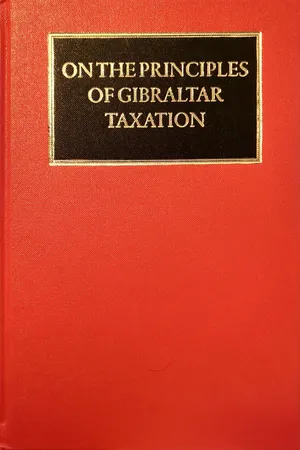 ON THE PRINCIPLES
OF GIBRALTAR
TAXATION